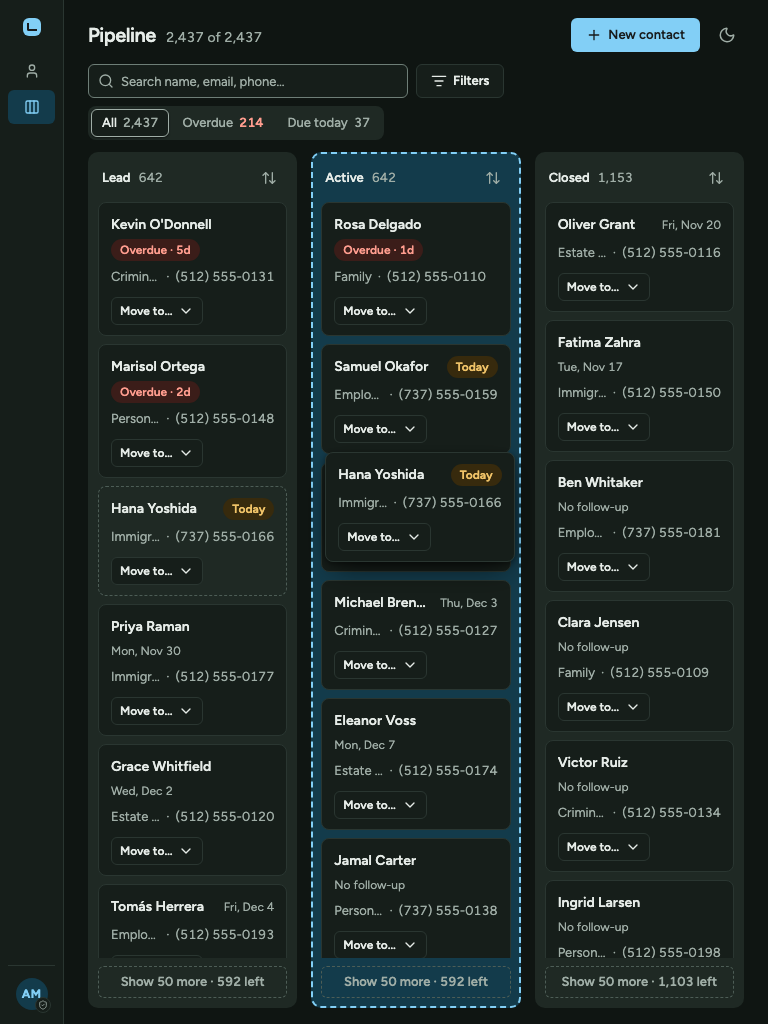 Pipeline 2,437 of 2,437
New contact
Search name, email, phone...
Filters
All 2,437 Overdue 214 Due today 37
Lead 642
Kevin O'Donnell
Overdue · 5d
Crimin... · (512) 555-0131
Move to...
Marisol Ortega
Overdue · 2d
Person... · (512) 555-0148
Move to...
Hana Yoshida Today
Immigr... · (737) 555-0166
Move to...
Priya Raman
Mon, Nov 30
Immigr... · (512) 555-0177
Move to...
Grace Whitfield
Wed, Dec 2
Estate ... · (512) 555-0120
Move to...
Tomás Herrera Fri, Dec 4
Emplo... · (512) 555-0193
Show 50 more · 592 left
Active 642
Rosa Delgado
Overdue · 1d
Family · (512) 555-0110
Move to...
Samuel Okafor Today
Emplo... · (737) 555-0159
Move to...
Hana Yoshida Today
Immigr... · (737) 555-0166
Move to...
Michael Bren... Thu, Dec 3
Crimin... · (512) 555-0127
Move to...
Eleanor Voss
Mon, Dec 7
Estate ... · (512) 555-0174
Move to...
Jamal Carter
No follow-up
Person... · (737) 555-0138
Move to...
Show 50 more · 592 left
Closed 1,153
Oliver Grant Fri, Nov 20
Estate ... · (512) 555-0116
Move to...
Fatima Zahra
Tue, Nov 17
Immigr... · (512) 555-0150
Move to...
Ben Whitaker
No follow-up
Emplo... · (737) 555-0181
Move to...
Clara Jensen
No follow-up
Family · (512) 555-0109
Move to...
Victor Ruiz
No follow-up
Crimin... · (512) 555-0134
Move to...
Ingrid Larsen
No follow-up
Person... · (512) 555-0198
Show 50 more · 1,103 left
AM